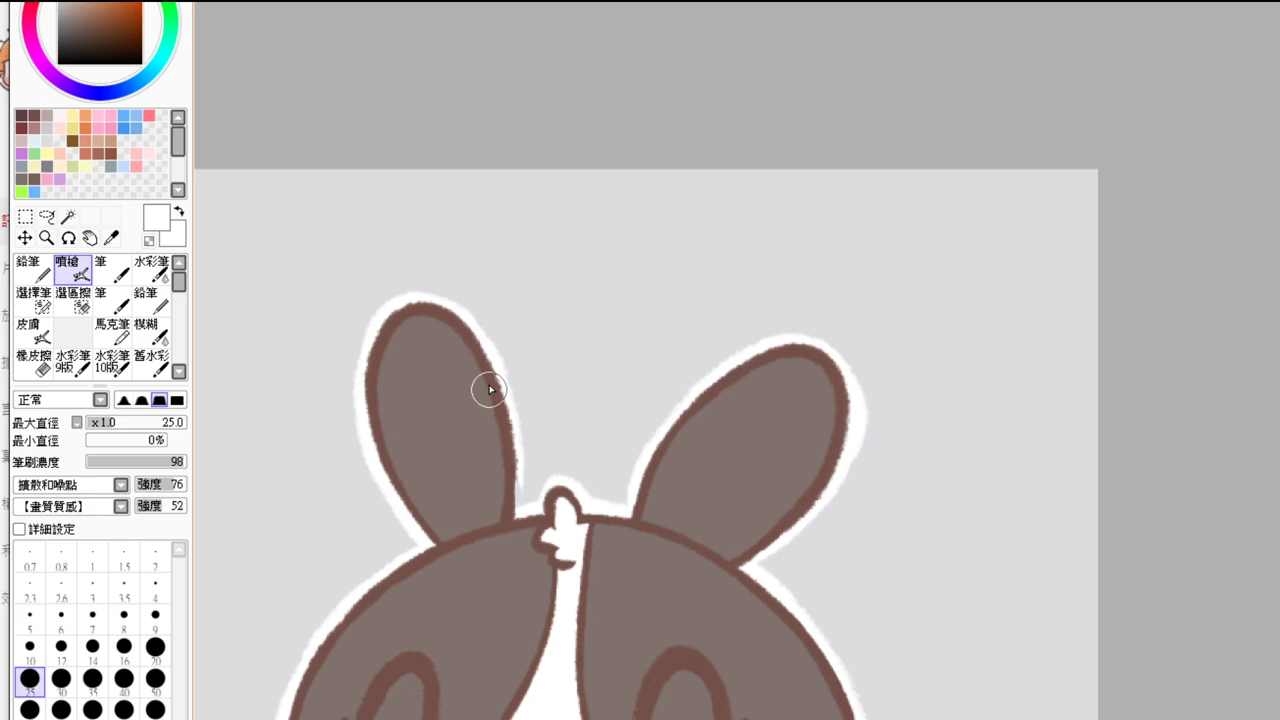 鉛筆 噴槍 筆 水彩筆
選擇筆 選區擦 筆 鉛筆
皮膚 馬克筆 模糊
橡皮擦 水彩筆 水彩筆 舊水彩
9版 10版
正常
最大直徑 x1.0 25.0
最小直徑 0%
筆刷濃度 98
擴散和噪點 強度 76
【畫質質感】 強度 52
詳細設定
0.7 0.8 1 1.5 2
2.3 2.6 3 3.5 4
5 6 7 8 9
10 12 14 16 20
25 30 35 40 50